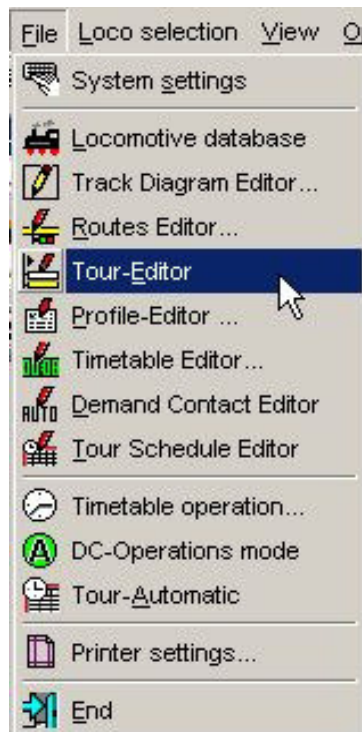 File Loco selection View O
System settings
Locomotive database
Track Diagram Editor...
Routes Editor...
Tour-Editor
Profile-Editor ...
Timetable Editor...
AUTO Demand Contact Editor
Tour Schedule Editor
Timetable operation...
A DC-Operations mode
Tour-Automatic
Printer settings...
End